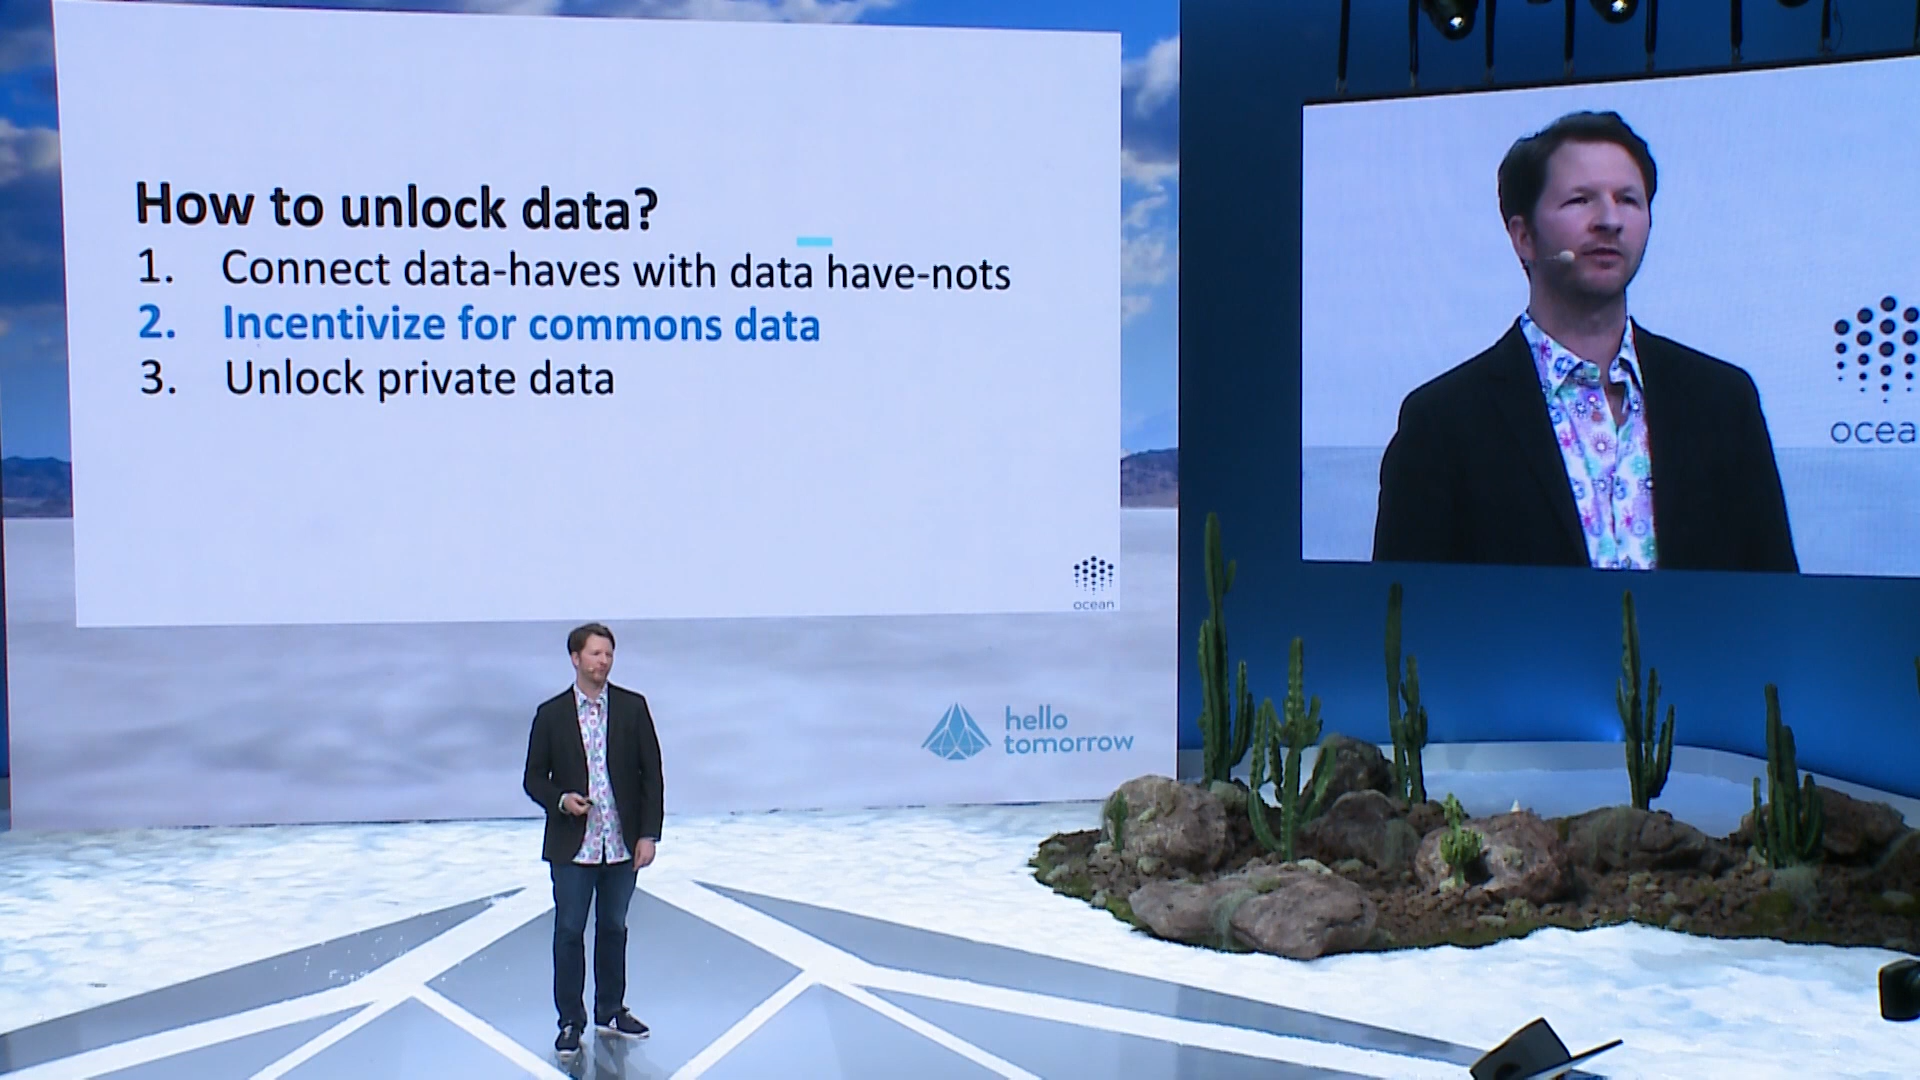 How to unlock data?
1. Connect data-haves with data have-nots
2. Incentivize for commons data
3. Unlock private data
ocean
hello
tomorrow
ocea